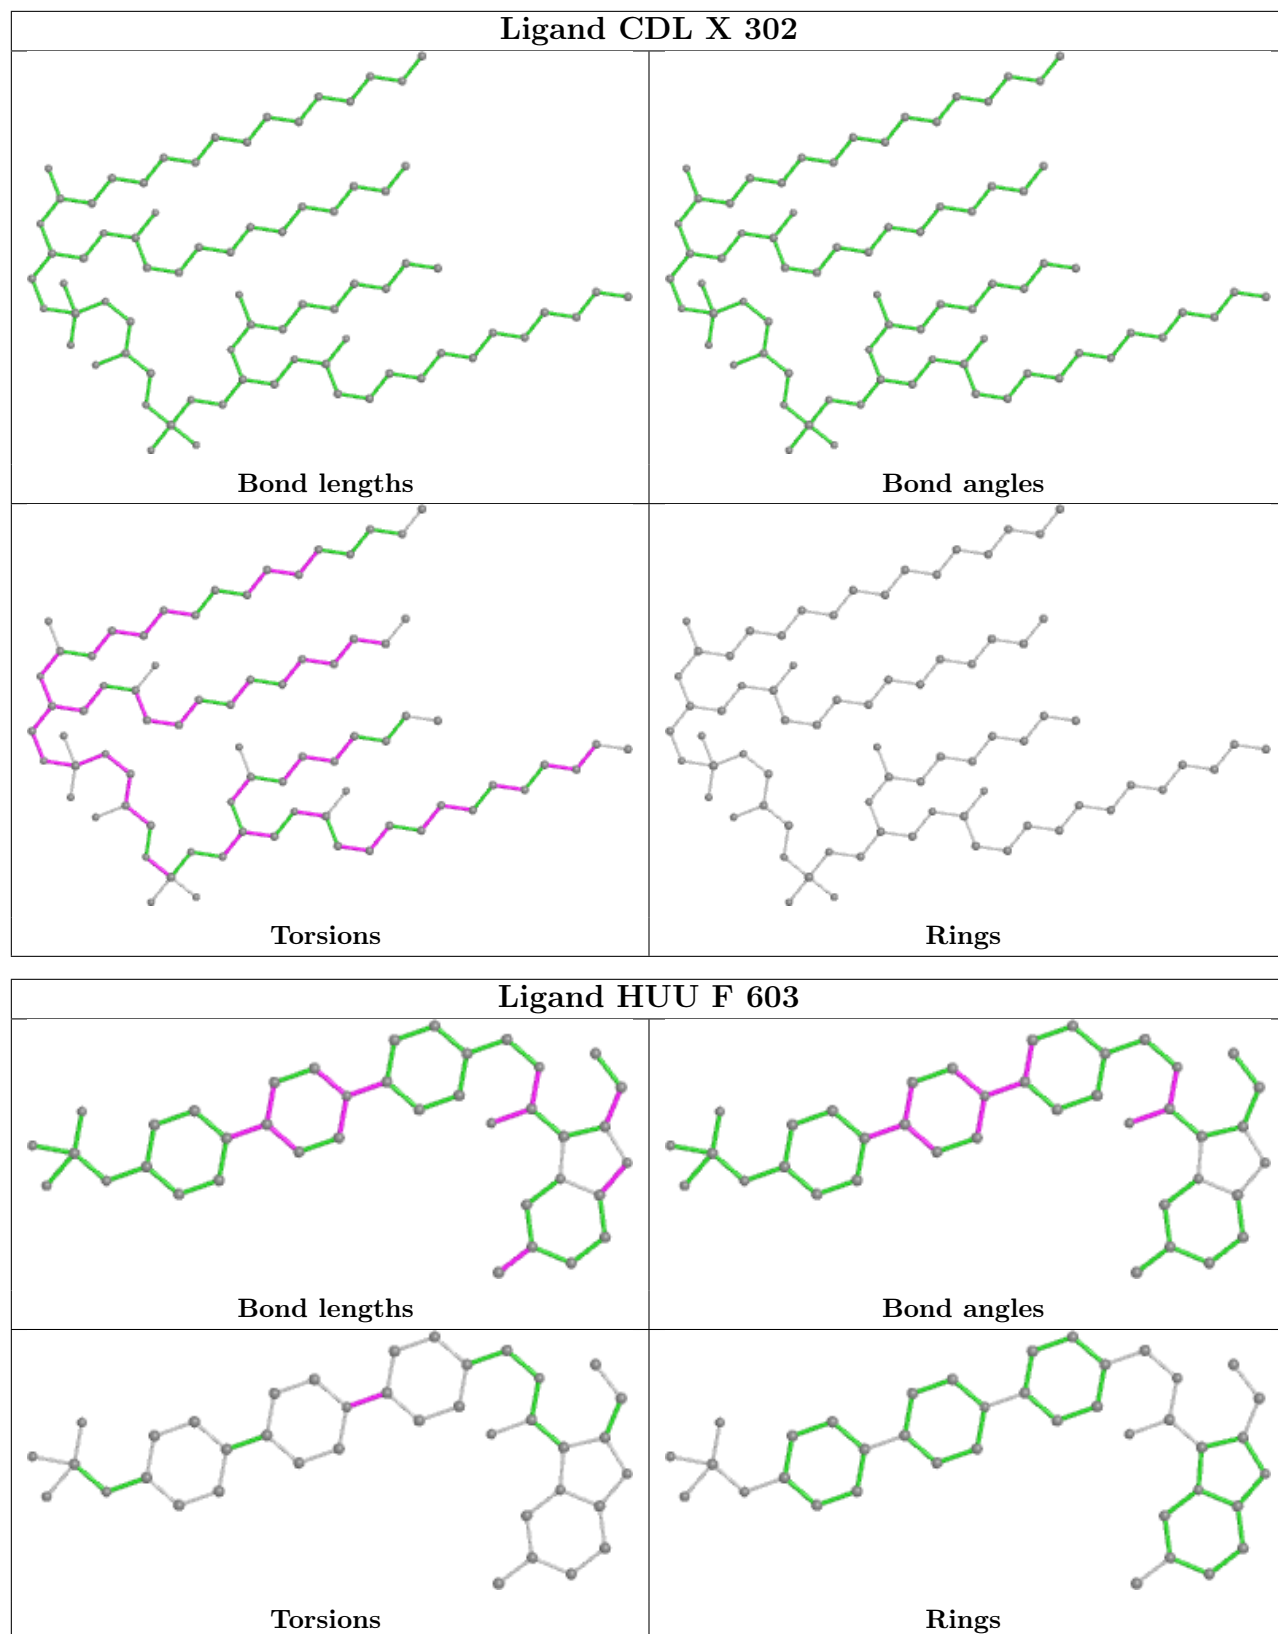 Ligand CDL X 302
Bond lengths
Bond angles
Torsions
Rings
Ligand HUU F 603
Bond lengths
Bond angles
Torsions
Rings